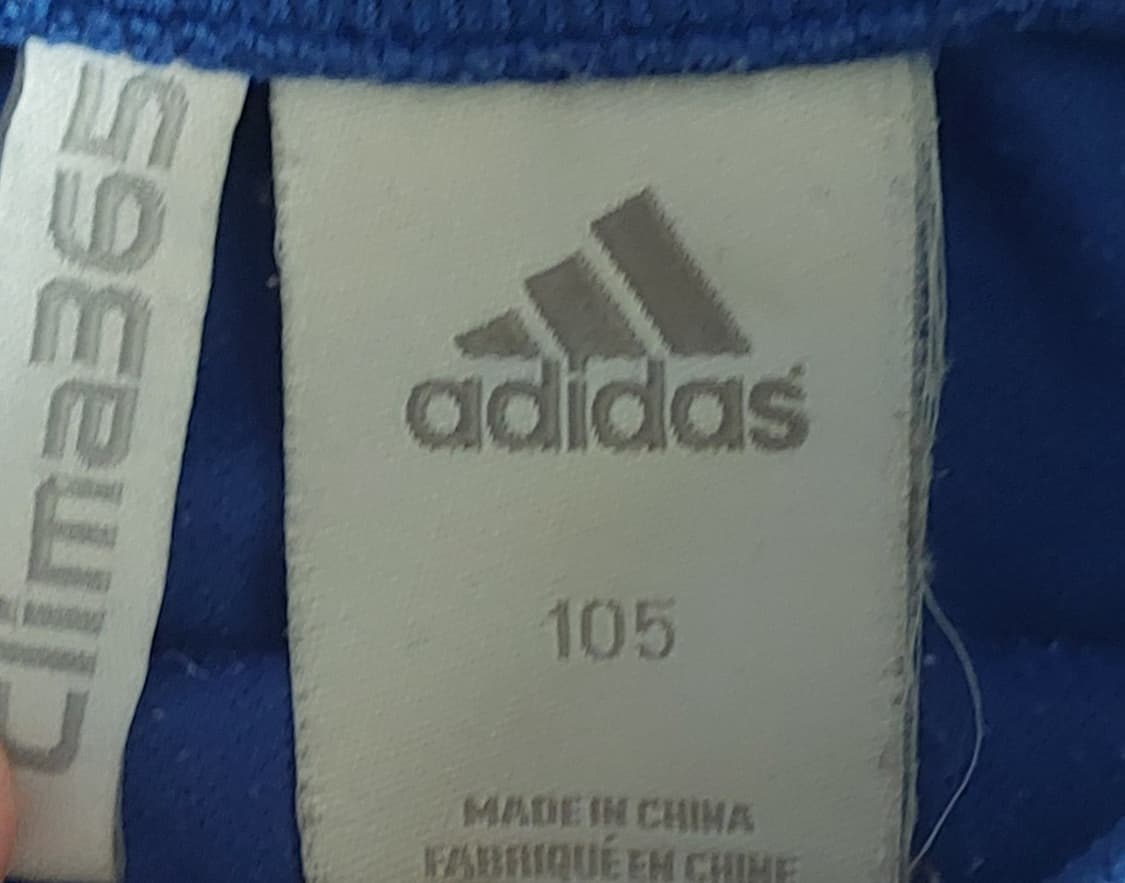 clima365
adidas
105
MADE IN CHINA
FABRIQUÉ EN CHINE